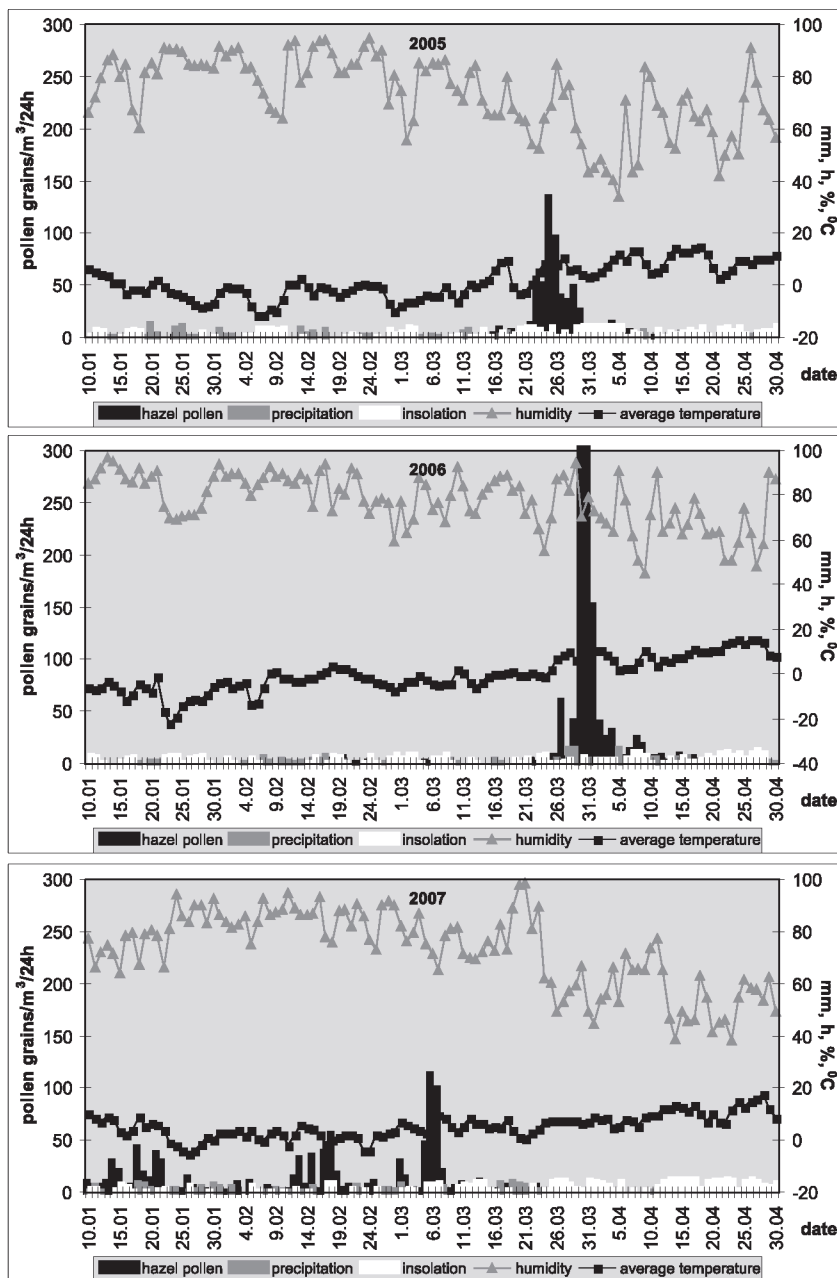 2005
300 250 200 150 100 50 0
pollen grains/m³/24h
100 80 60 40 20 0 -20
mm, h, %, ⁰C
10.01 15.01 20.01 25.01 30.01 4.02 9.02 14.02 19.02 24.02 1.03 6.03 11.03 16.03 21.03 26.03 31.03 5.04 10.04 15.04 20.04 25.04 30.04
date
hazel pollen precipitation insolation humidity average temperature
2006
300 250 200 150 100 50 0
pollen grains/m³/24h
100 80 60 40 20 0 -20 -40
mm, h, %, ⁰C
10.01 15.01 20.01 25.01 30.01 4.02 9.02 14.02 19.02 24.02 1.03 6.03 11.03 16.03 21.03 26.03 31.03 5.04 10.04 15.04 20.04 25.04 30.04
date
hazel pollen precipitation insolation humidity average temperature
2007
300 250 200 150 100 50 0
pollen grains/m³/24h
100 80 60 40 20 0 -20
mm, h, %, ⁰C
10.01 15.01 20.01 25.01 30.01 4.02 9.02 14.02 19.02 24.02 1.03 6.03 11.03 16.03 21.03 26.03 31.03 5.04 10.04 15.04 20.04 25.04 30.04
date
hazel pollen precipitation insolation humidity average temperature